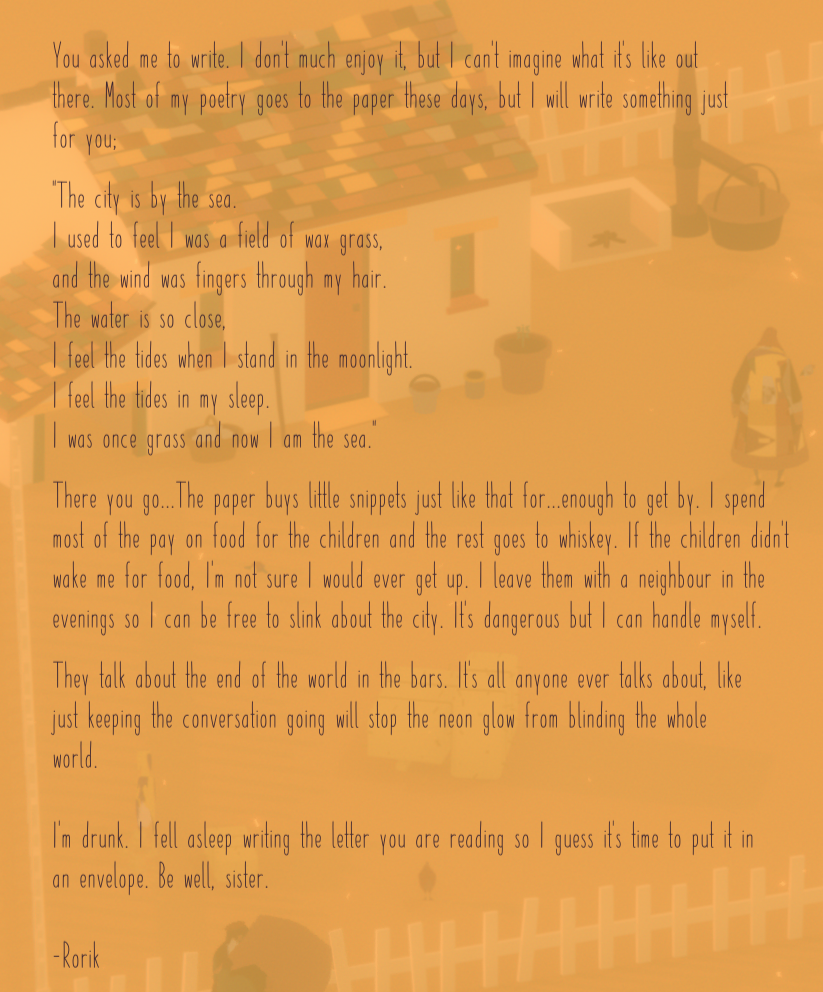 You asked me to write. I don't much enjoy it, but I can't imagine what it's like out
there. Most of my poetry goes to the paper these days, but I will write something just
for you;
"The city is by the sea.
I used to feel I was a field of wax grass,
and the wind was fingers through my hair.
The water is so close,
I feel the tides when I stand in the moonlight.
I feel the tides in my sleep.
I was once grass and now I am the sea."
There you go...The paper buys little snippets just like that for...enough to get by. I spend
most of the pay on food for the children and the rest goes to whiskey. If the children didn't
wake me for food, I'm not sure I would ever get up. I leave them with a neighbour in the
evenings so I can be free to slink about the city. It's dangerous but I can handle myself.
They talk about the end of the world in the bars. It's all anyone ever talks about, like
just keeping the conversation going will stop the neon glow from blinding the whole
world.
I'm drunk. I fell asleep writing the letter you are reading so I guess it's time to put it in
an envelope. Be well, sister.
-Rorik